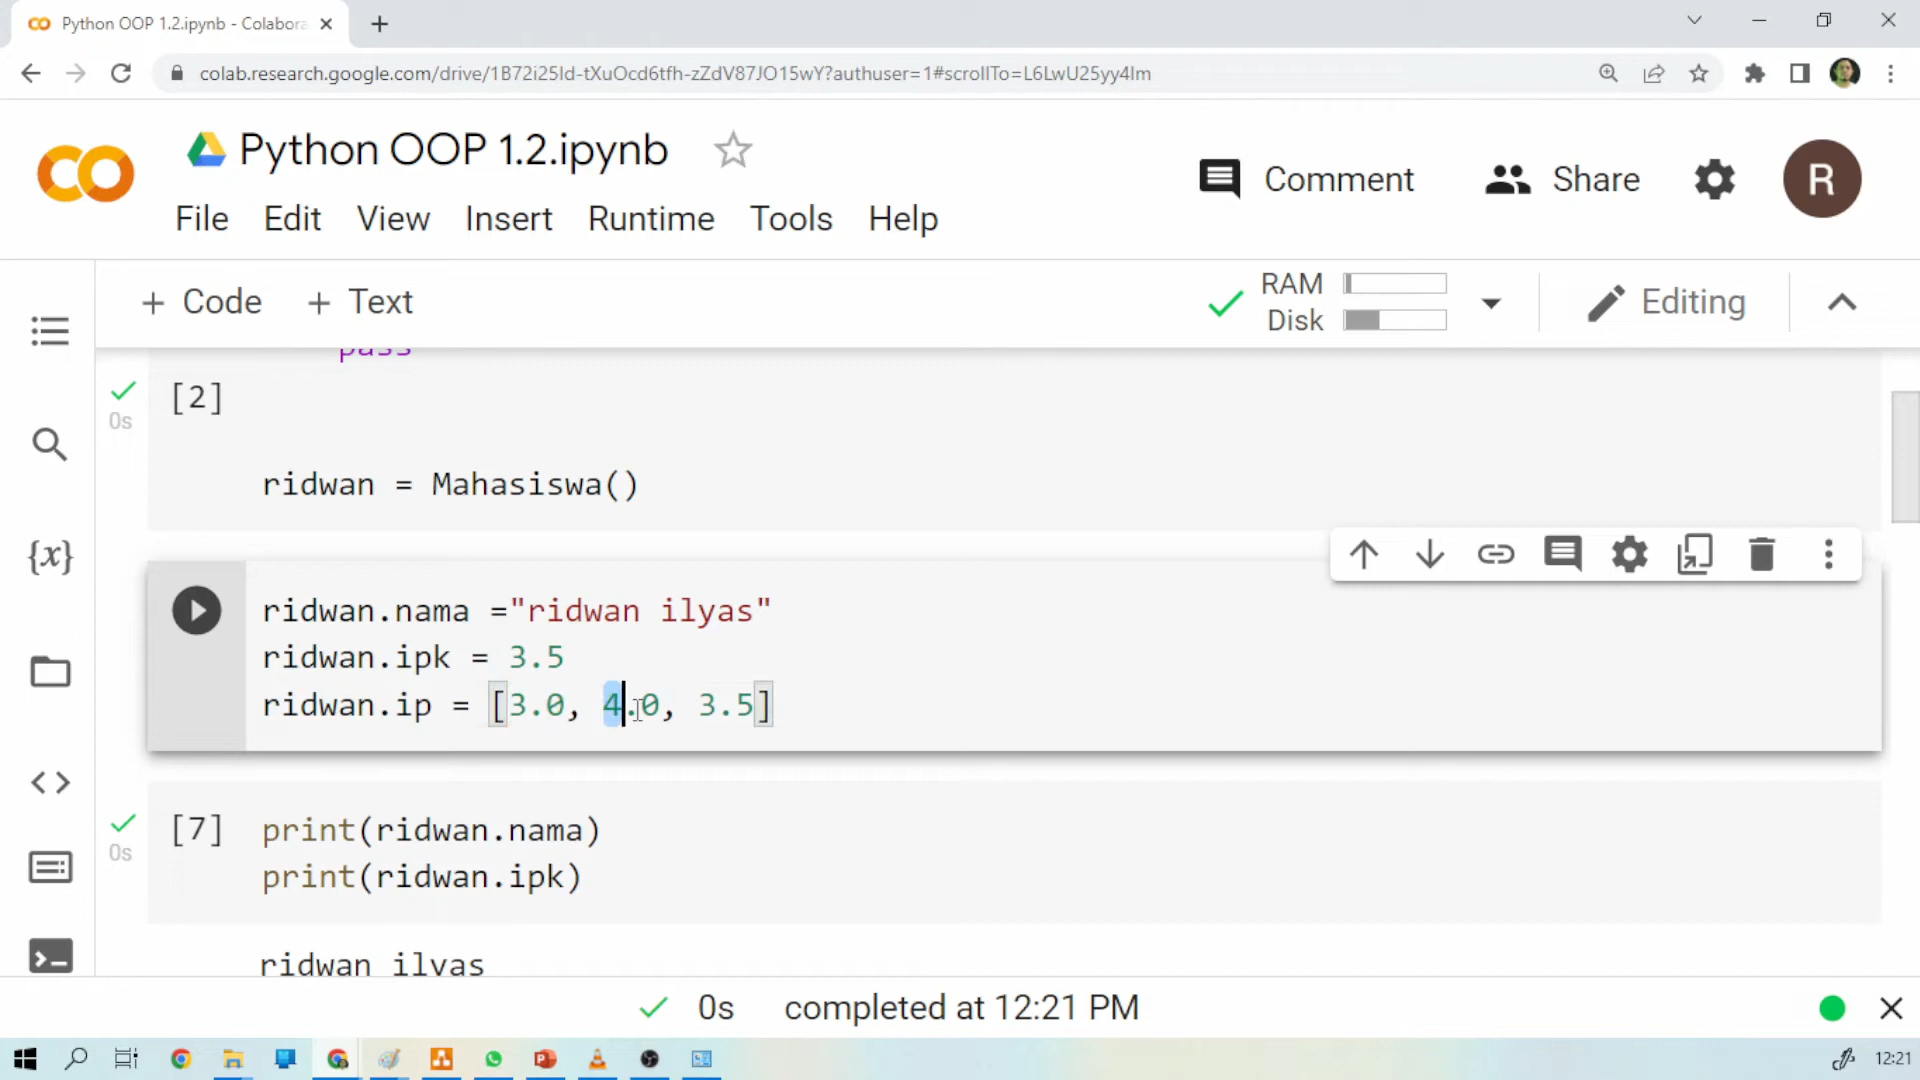 Python OOP 1.2.ipynb - Colabora
colab.research.google.com/drive/1B72i25Id-tXuOcd6tfh-zZdV87JO15wY?authuser=1#scrollTo=L6LwU25yy4Im
Python OOP 1.2.ipynb
Comment
Share
R
File Edit View Insert Runtime Tools Help
+ Code + Text
RAM
Disk
Editing
pass
[2]
0s
ridwan = Mahasiswa()
ridwan.nama ="ridwan ilyas"
ridwan.ipk = 3.5
ridwan.ip = [3.0, 4.0, 3.5]
[7] print(ridwan.nama)
0s
print(ridwan.ipk)
ridwan ilyas
0s completed at 12:21 PM
12:21